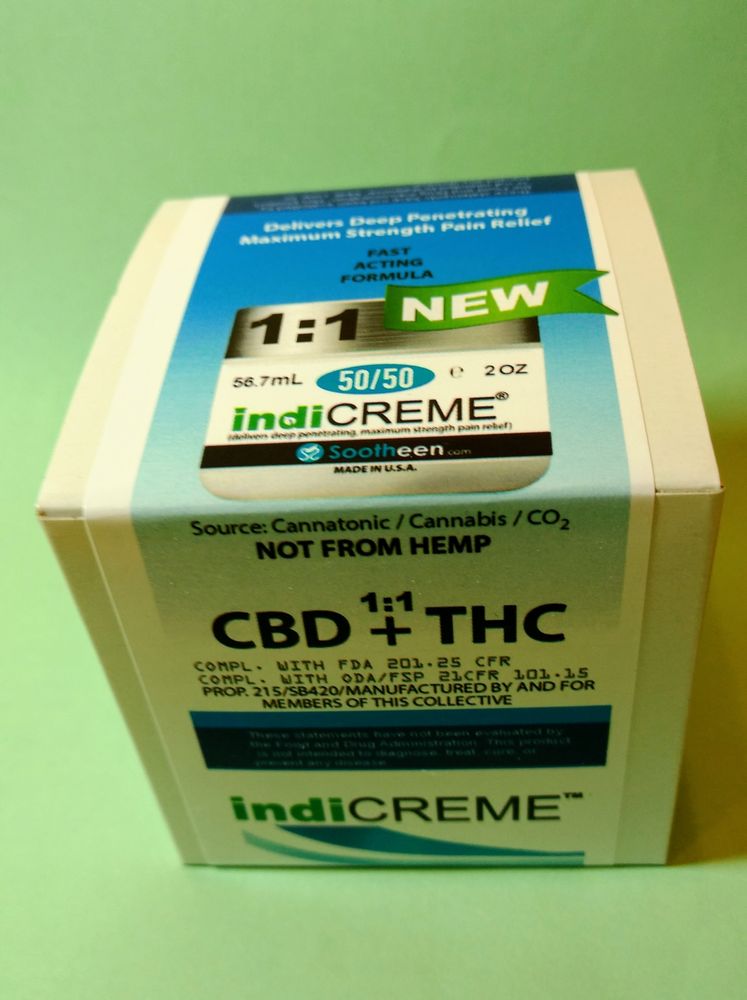 Delivers Deep Penetrating
Maximum Strength Pain Relief
FAST
ACTING
FORMULA
NEW
1:1
56.7mL 50/50 e 2 OZ
indiCREME®
(delivers deep penetrating, maximum strength pain relief)
Sootheen.com
MADE IN U.S.A.
Source: Cannatonic / Cannabis / CO₂
NOT FROM HEMP
1:1
CBD + THC
COMPL. WITH FDA 201.25 CFR
COMPL. WITH ODA/FSP 21CFR 101.15
PROP. 215/SB420/MANUFACTURED BY AND FOR
MEMBERS OF THIS COLLECTIVE
These statements have not been evaluated by
the Food and Drug Administration. This product
is not intended to diagnose, treat, cure, or
prevent any disease.
indiCREME™